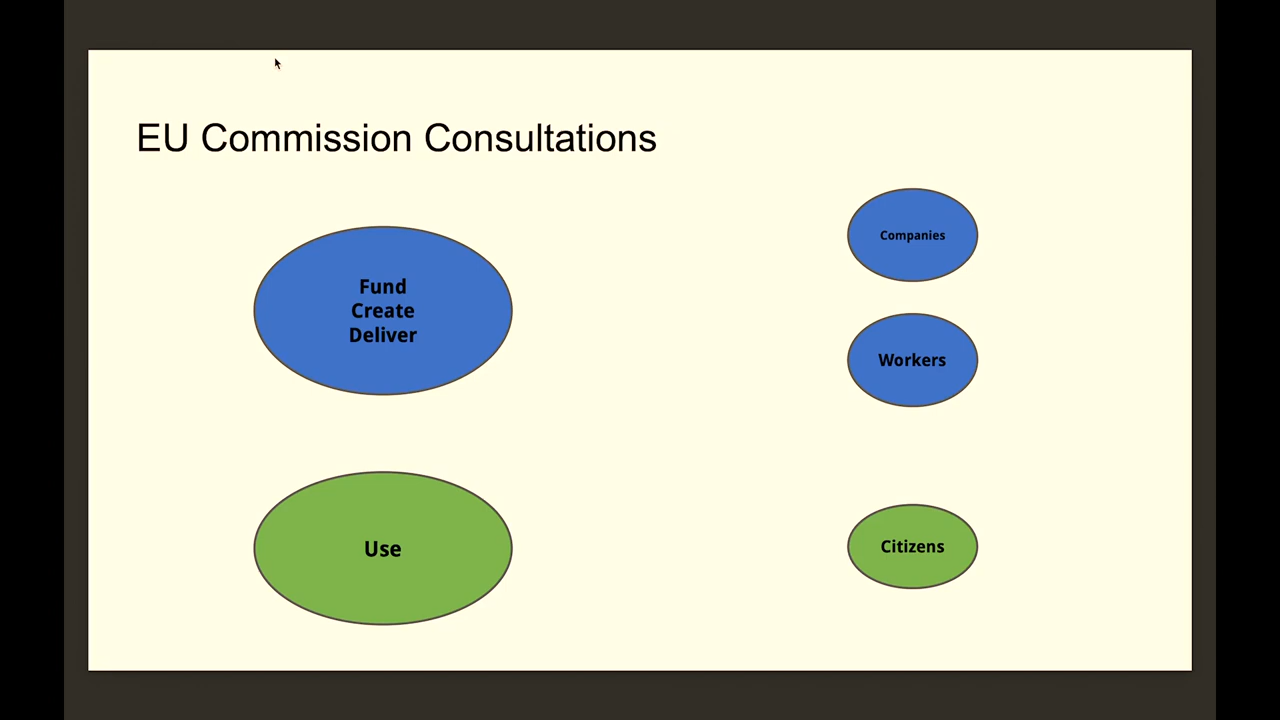 EU Commission Consultations
Fund
Create
Deliver
Use
Companies
Workers
Citizens